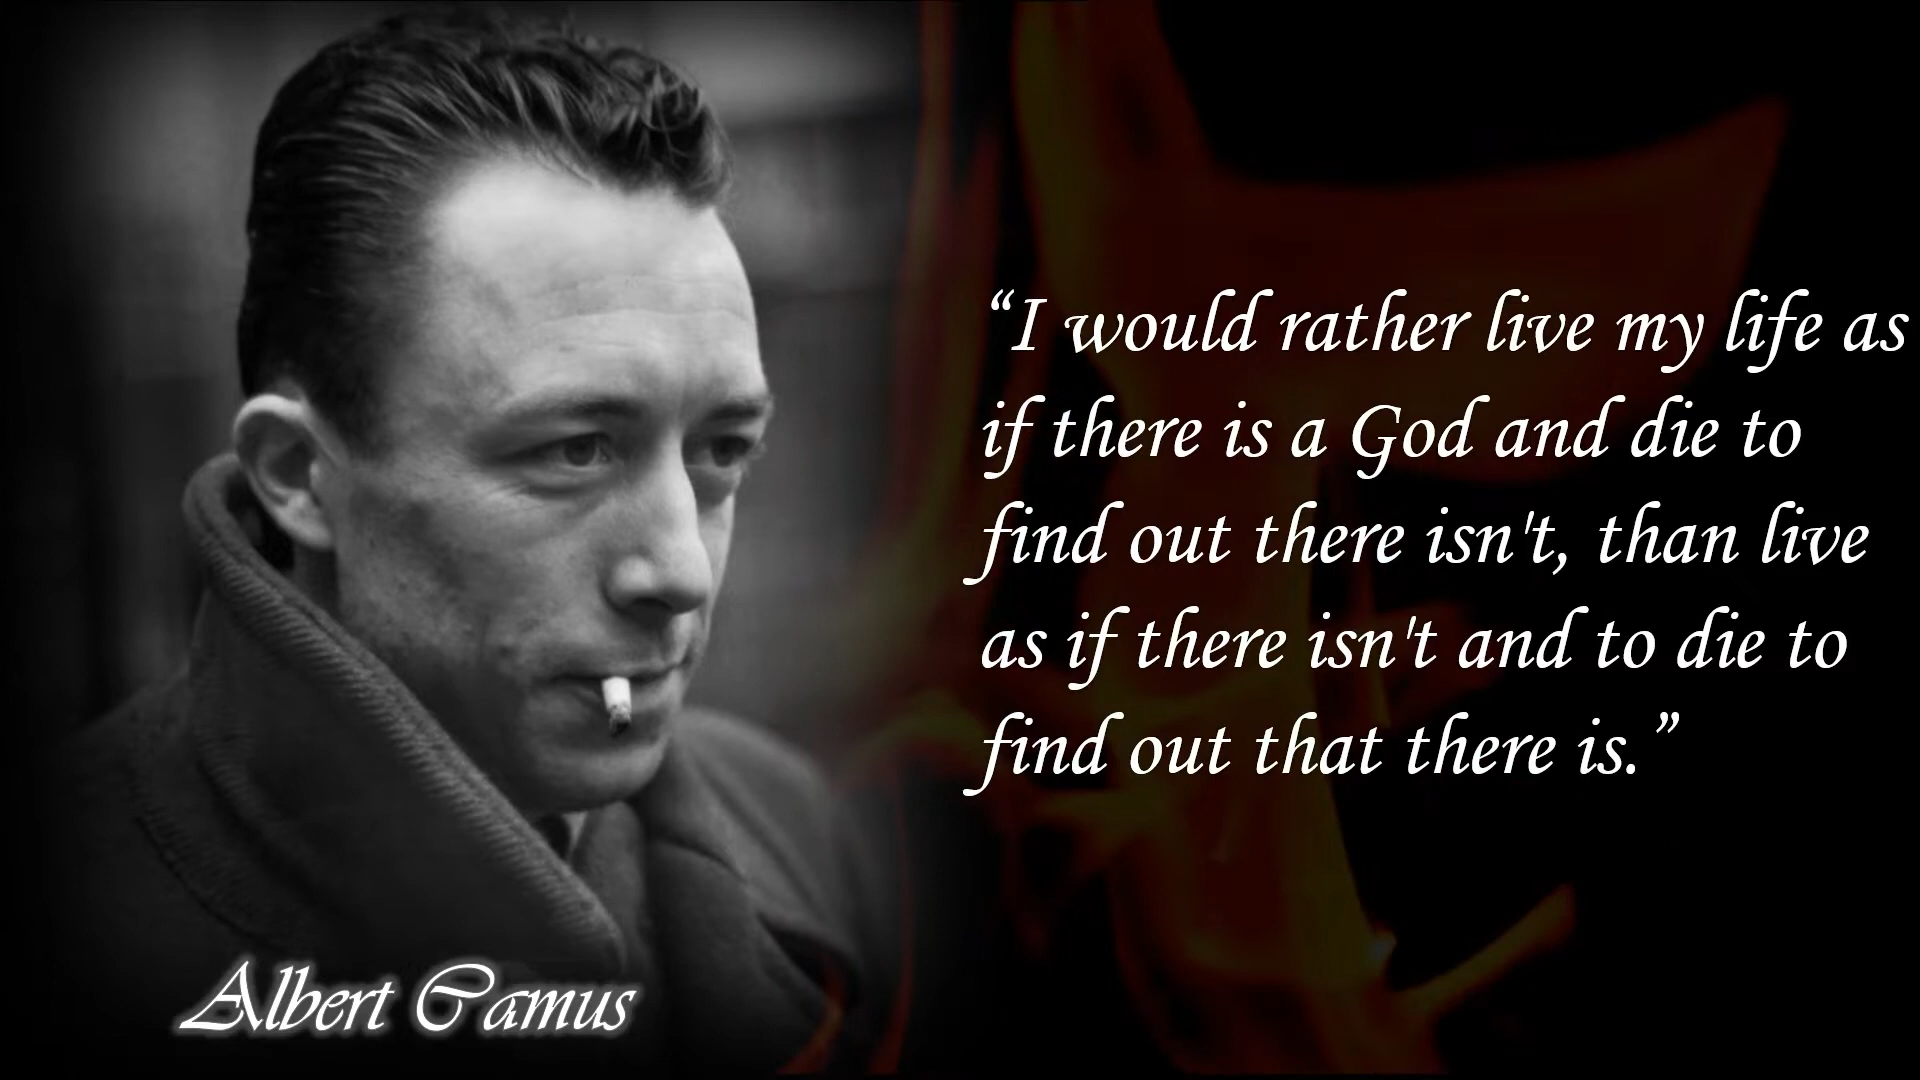 “I would rather live my life as
if there is a God and die to
find out there isn't, than live
as if there isn't and to die to
find out that there is.”
Albert Camus